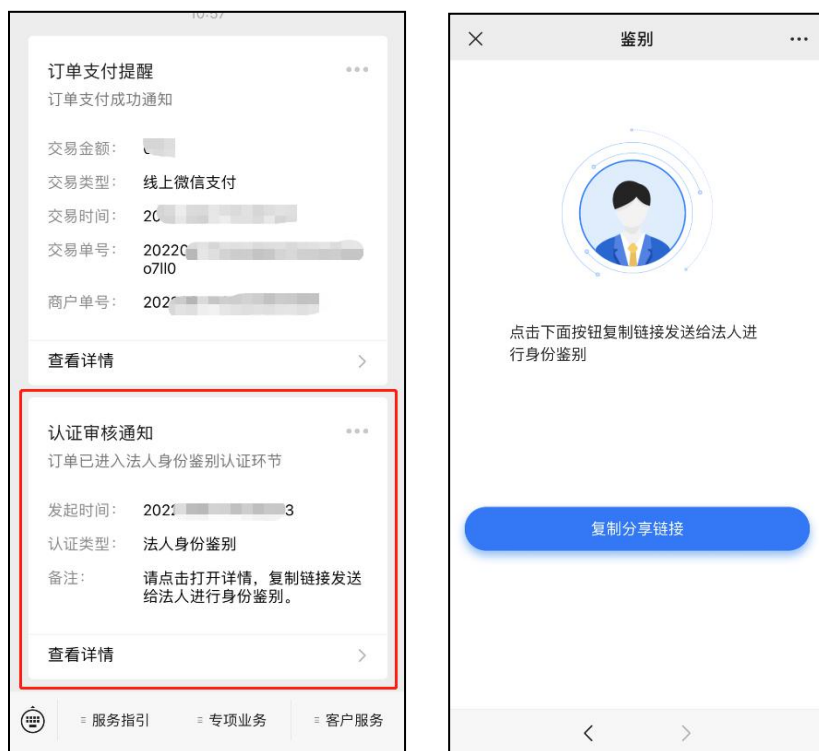 10:57
订单支付提醒
订单支付成功通知
交易金额：
交易类型： 线上微信支付
交易时间： 20
交易单号： 20220
o7ll0
商户单号： 202
查看详情
认证审核通知
订单已进入法人身份鉴别认证环节
发起时间： 202 3
认证类型： 法人身份鉴别
备注： 请点击打开详情，复制链接发送
给法人进行身份鉴别。
查看详情
服务指引 专项业务 客户服务
鉴别
点击下面按钮复制链接发送给法人进
行身份鉴别
复制分享链接